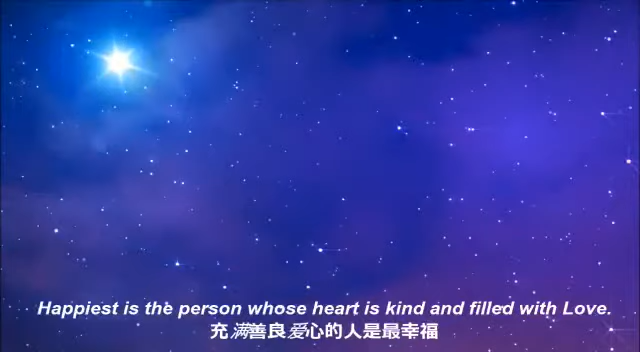 Happiest is the person whose heart is kind and filled with Love.
充满善良爱心的人是最幸福